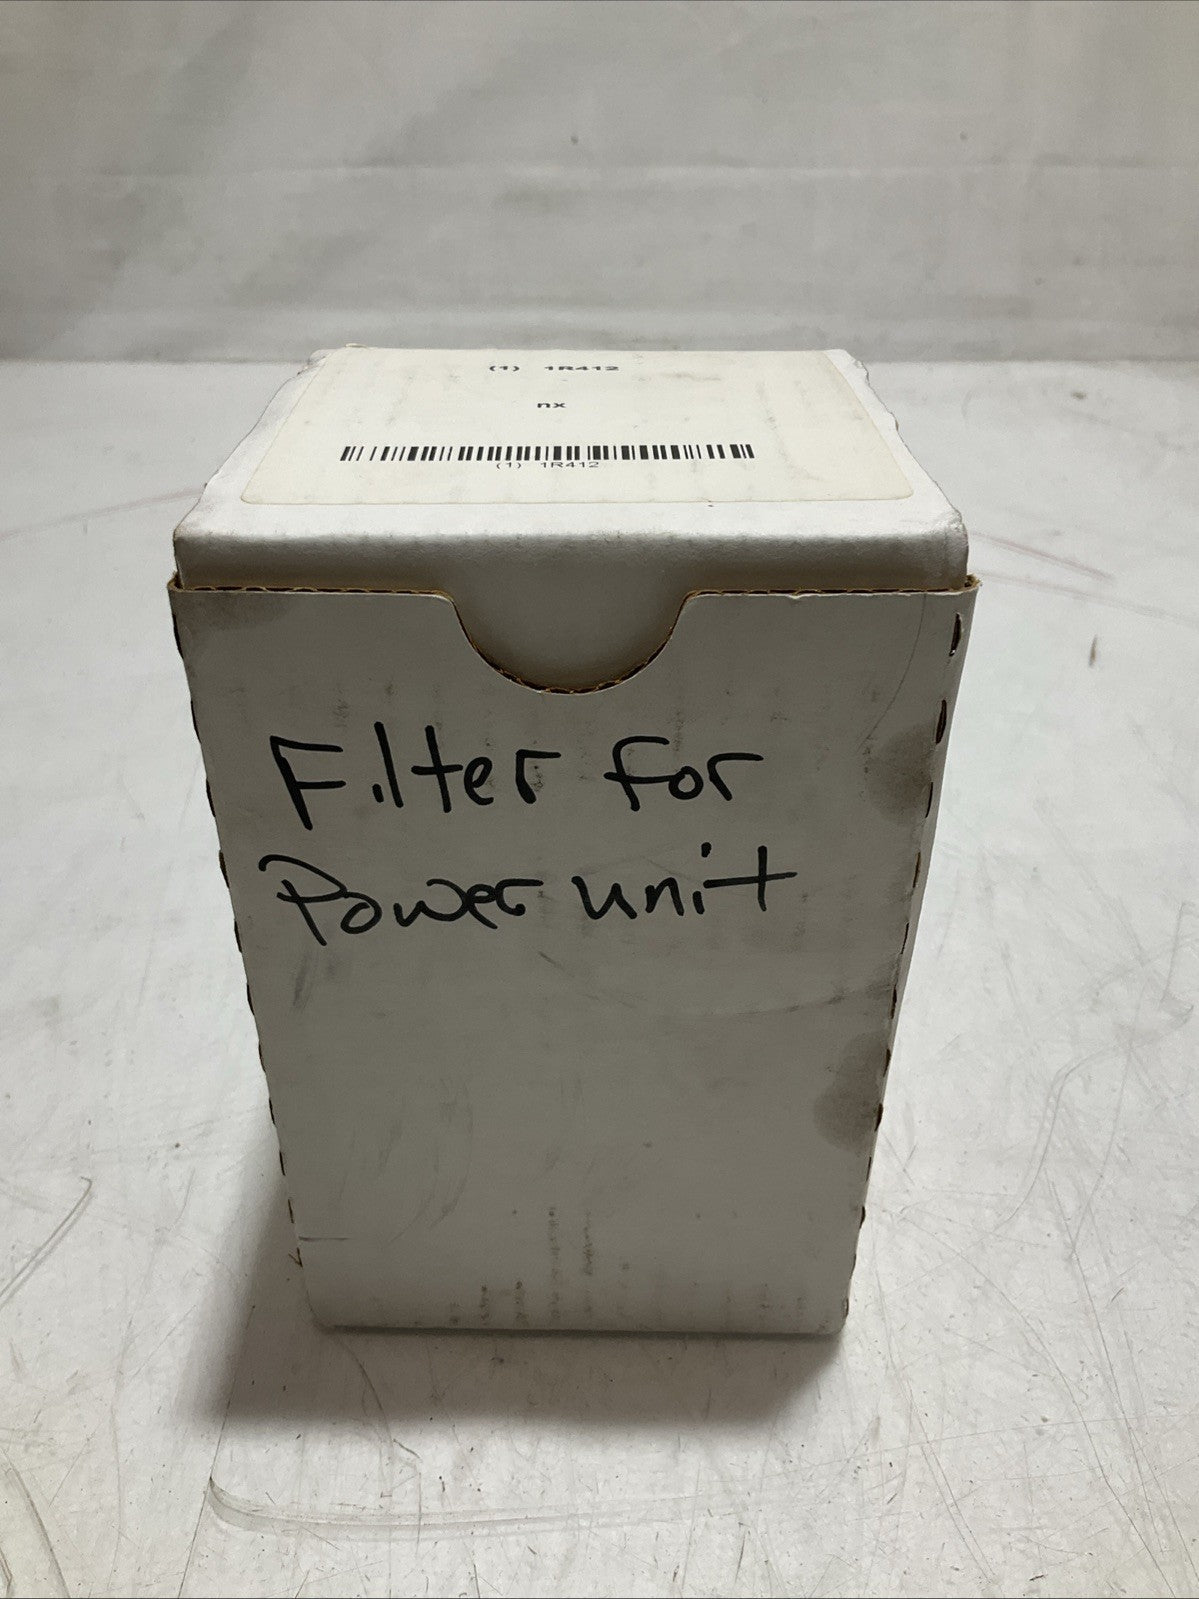 (1) 1R412
nx
(1) 1R412
Filter for
Power unit